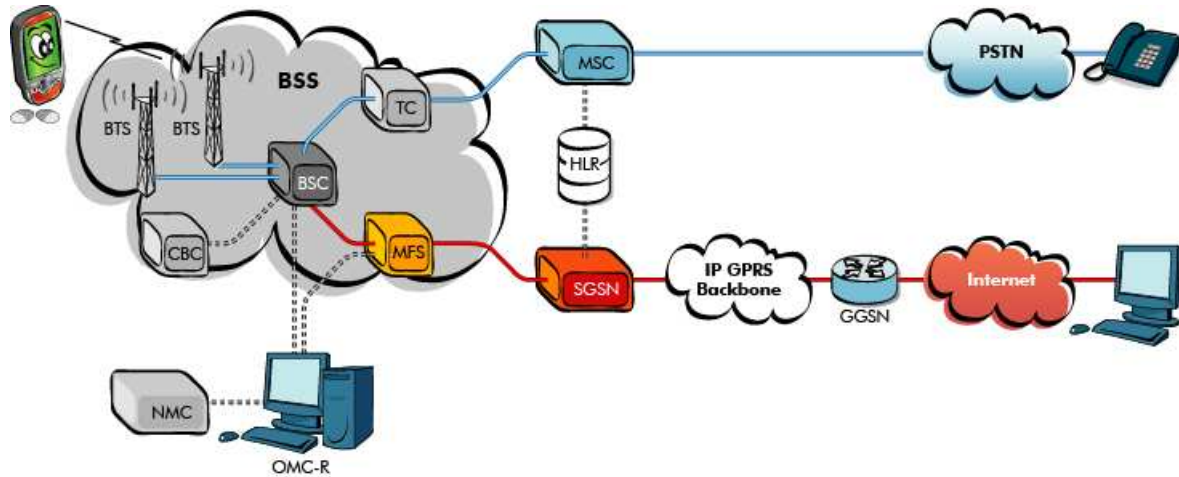 BSS
MSC
PSTN
TC
BTS
BTS
HLR
BSC
CBC
MFS
SGSN
IP GPRS
Backbone
GGSN
Internet
NMC
OMC-R